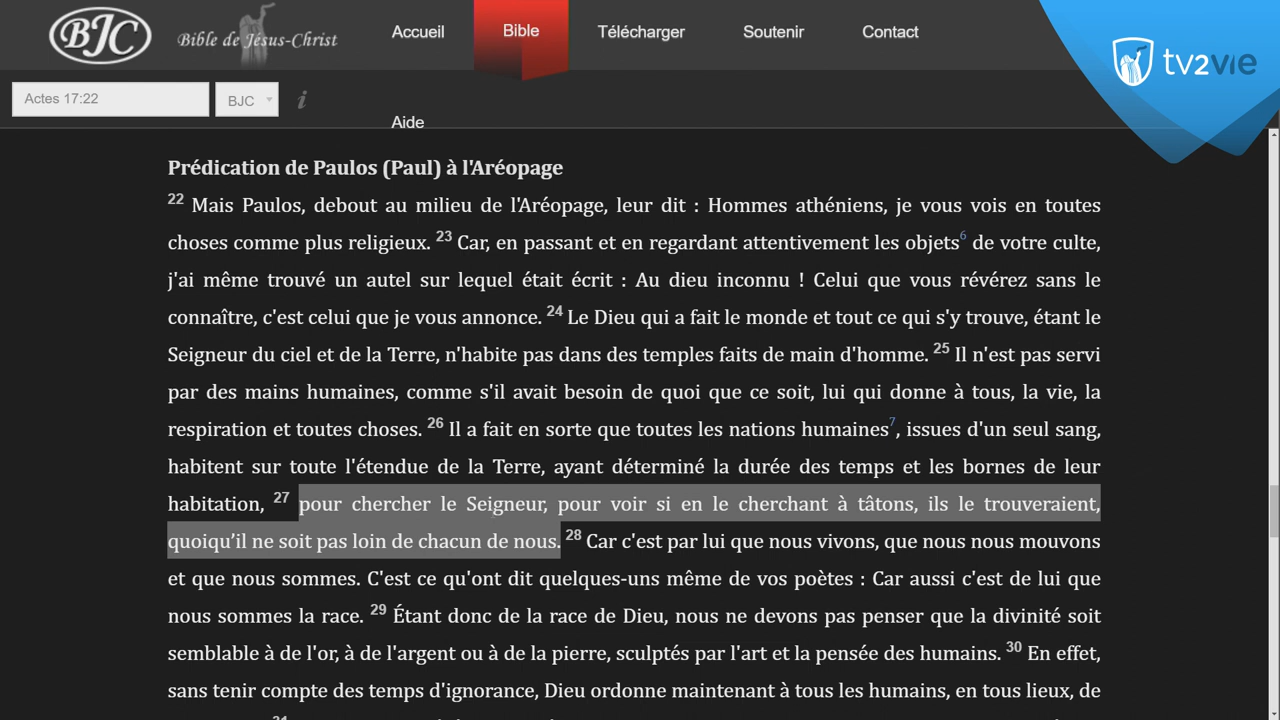 BJC
Bible de Jésus-Christ
Accueil
Bible
Télécharger
Soutenir
Contact
tv2vie
Actes 17:22
BJC
i
Aide
Prédication de Paulos (Paul) à l'Aréopage
22 Mais Paulos, debout au milieu de l'Aréopage, leur dit : Hommes athéniens, je vous vois en toutes
choses comme plus religieux. 23 Car, en passant et en regardant attentivement les objets6 de votre culte,
j'ai même trouvé un autel sur lequel était écrit : Au dieu inconnu ! Celui que vous révérez sans le
connaître, c'est celui que je vous annonce. 24 Le Dieu qui a fait le monde et tout ce qui s'y trouve, étant le
Seigneur du ciel et de la Terre, n'habite pas dans des temples faits de main d'homme. 25 Il n'est pas servi
par des mains humaines, comme s'il avait besoin de quoi que ce soit, lui qui donne à tous, la vie, la
respiration et toutes choses. 26 Il a fait en sorte que toutes les nations humaines7, issues d'un seul sang,
habitent sur toute l'étendue de la Terre, ayant déterminé la durée des temps et les bornes de leur
habitation, 27 pour chercher le Seigneur, pour voir si en le cherchant à tâtons, ils le trouveraient,
quoiqu’il ne soit pas loin de chacun de nous. 28 Car c'est par lui que nous vivons, que nous nous mouvons
et que nous sommes. C'est ce qu'ont dit quelques-uns même de vos poètes : Car aussi c'est de lui que
nous sommes la race. 29 Étant donc de la race de Dieu, nous ne devons pas penser que la divinité soit
semblable à de l'or, à de l'argent ou à de la pierre, sculptés par l'art et la pensée des humains. 30 En effet,
sans tenir compte des temps d'ignorance, Dieu ordonne maintenant à tous les humains, en tous lieux, de